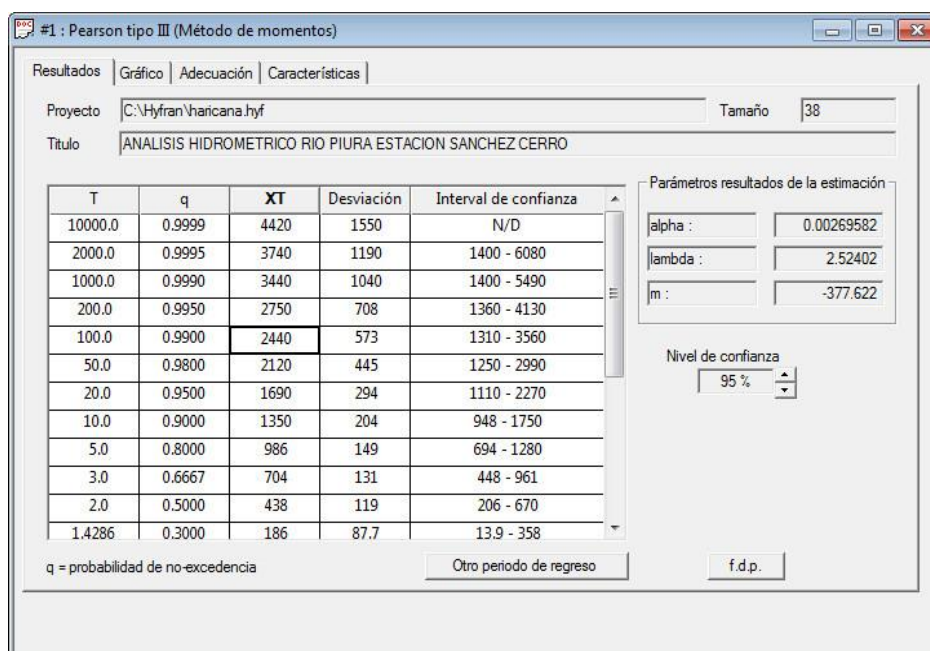 #1 : Pearson tipo III (Método de momentos)
Resultados Gráfico Adecuación Características
Proyecto C:\Hyfran\haricana.hyf Tamaño 38
Titulo ANALISIS HIDROMETRICO RIO PIURA ESTACION SANCHEZ CERRO
Parámetros resultados de la estimación
T q XT Desviación Interval de confianza
10000.0 0.9999 4420 1550 N/D
2000.0 0.9995 3740 1190 1400 - 6080
1000.0 0.9990 3440 1040 1400 - 5490
200.0 0.9950 2750 708 1360 - 4130
100.0 0.9900 2440 573 1310 - 3560
50.0 0.9800 2120 445 1250 - 2990
20.0 0.9500 1690 294 1110 - 2270
10.0 0.9000 1350 204 948 - 1750
5.0 0.8000 986 149 694 - 1280
3.0 0.6667 704 131 448 - 961
2.0 0.5000 438 119 206 - 670
1.4286 0.3000 186 87.7 13.9 - 358
alpha : 0.00269582
lambda : 2.52402
m : -377.622
Nivel de confianza
95 %
q = probabilidad de no-excedencia
Otro periodo de regreso
f.d.p.